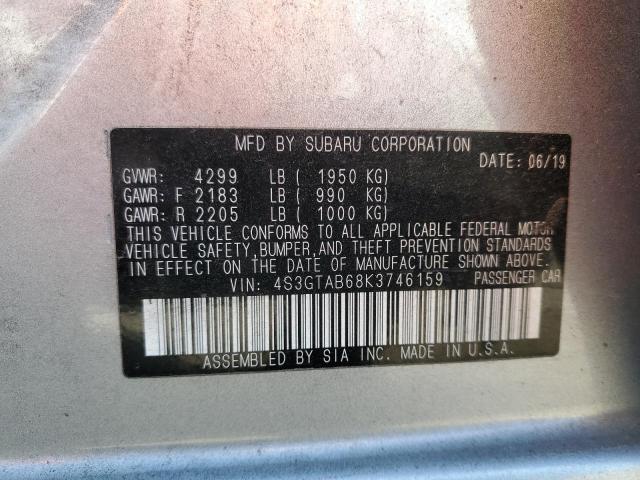 MFD BY SUBARU CORPORATION
DATE: 06/19
GVWR: 4299 LB ( 1950 KG)
GAWR: F 2183 LB ( 990 KG)
GAWR: R 2205 LB ( 1000 KG)
THIS VEHICLE CONFORMS TO ALL APPLICABLE FEDERAL MOTOR
VEHICLE SAFETY,BUMPER,AND THEFT PREVENTION STANDARDS
IN EFFECT ON THE DATE OF MANUFACTURE SHOWN ABOVE.
VIN: 4S3GTAB68K3746159 PASSENGER CAR
ASSEMBLED BY SIA INC. MADE IN U.S.A.